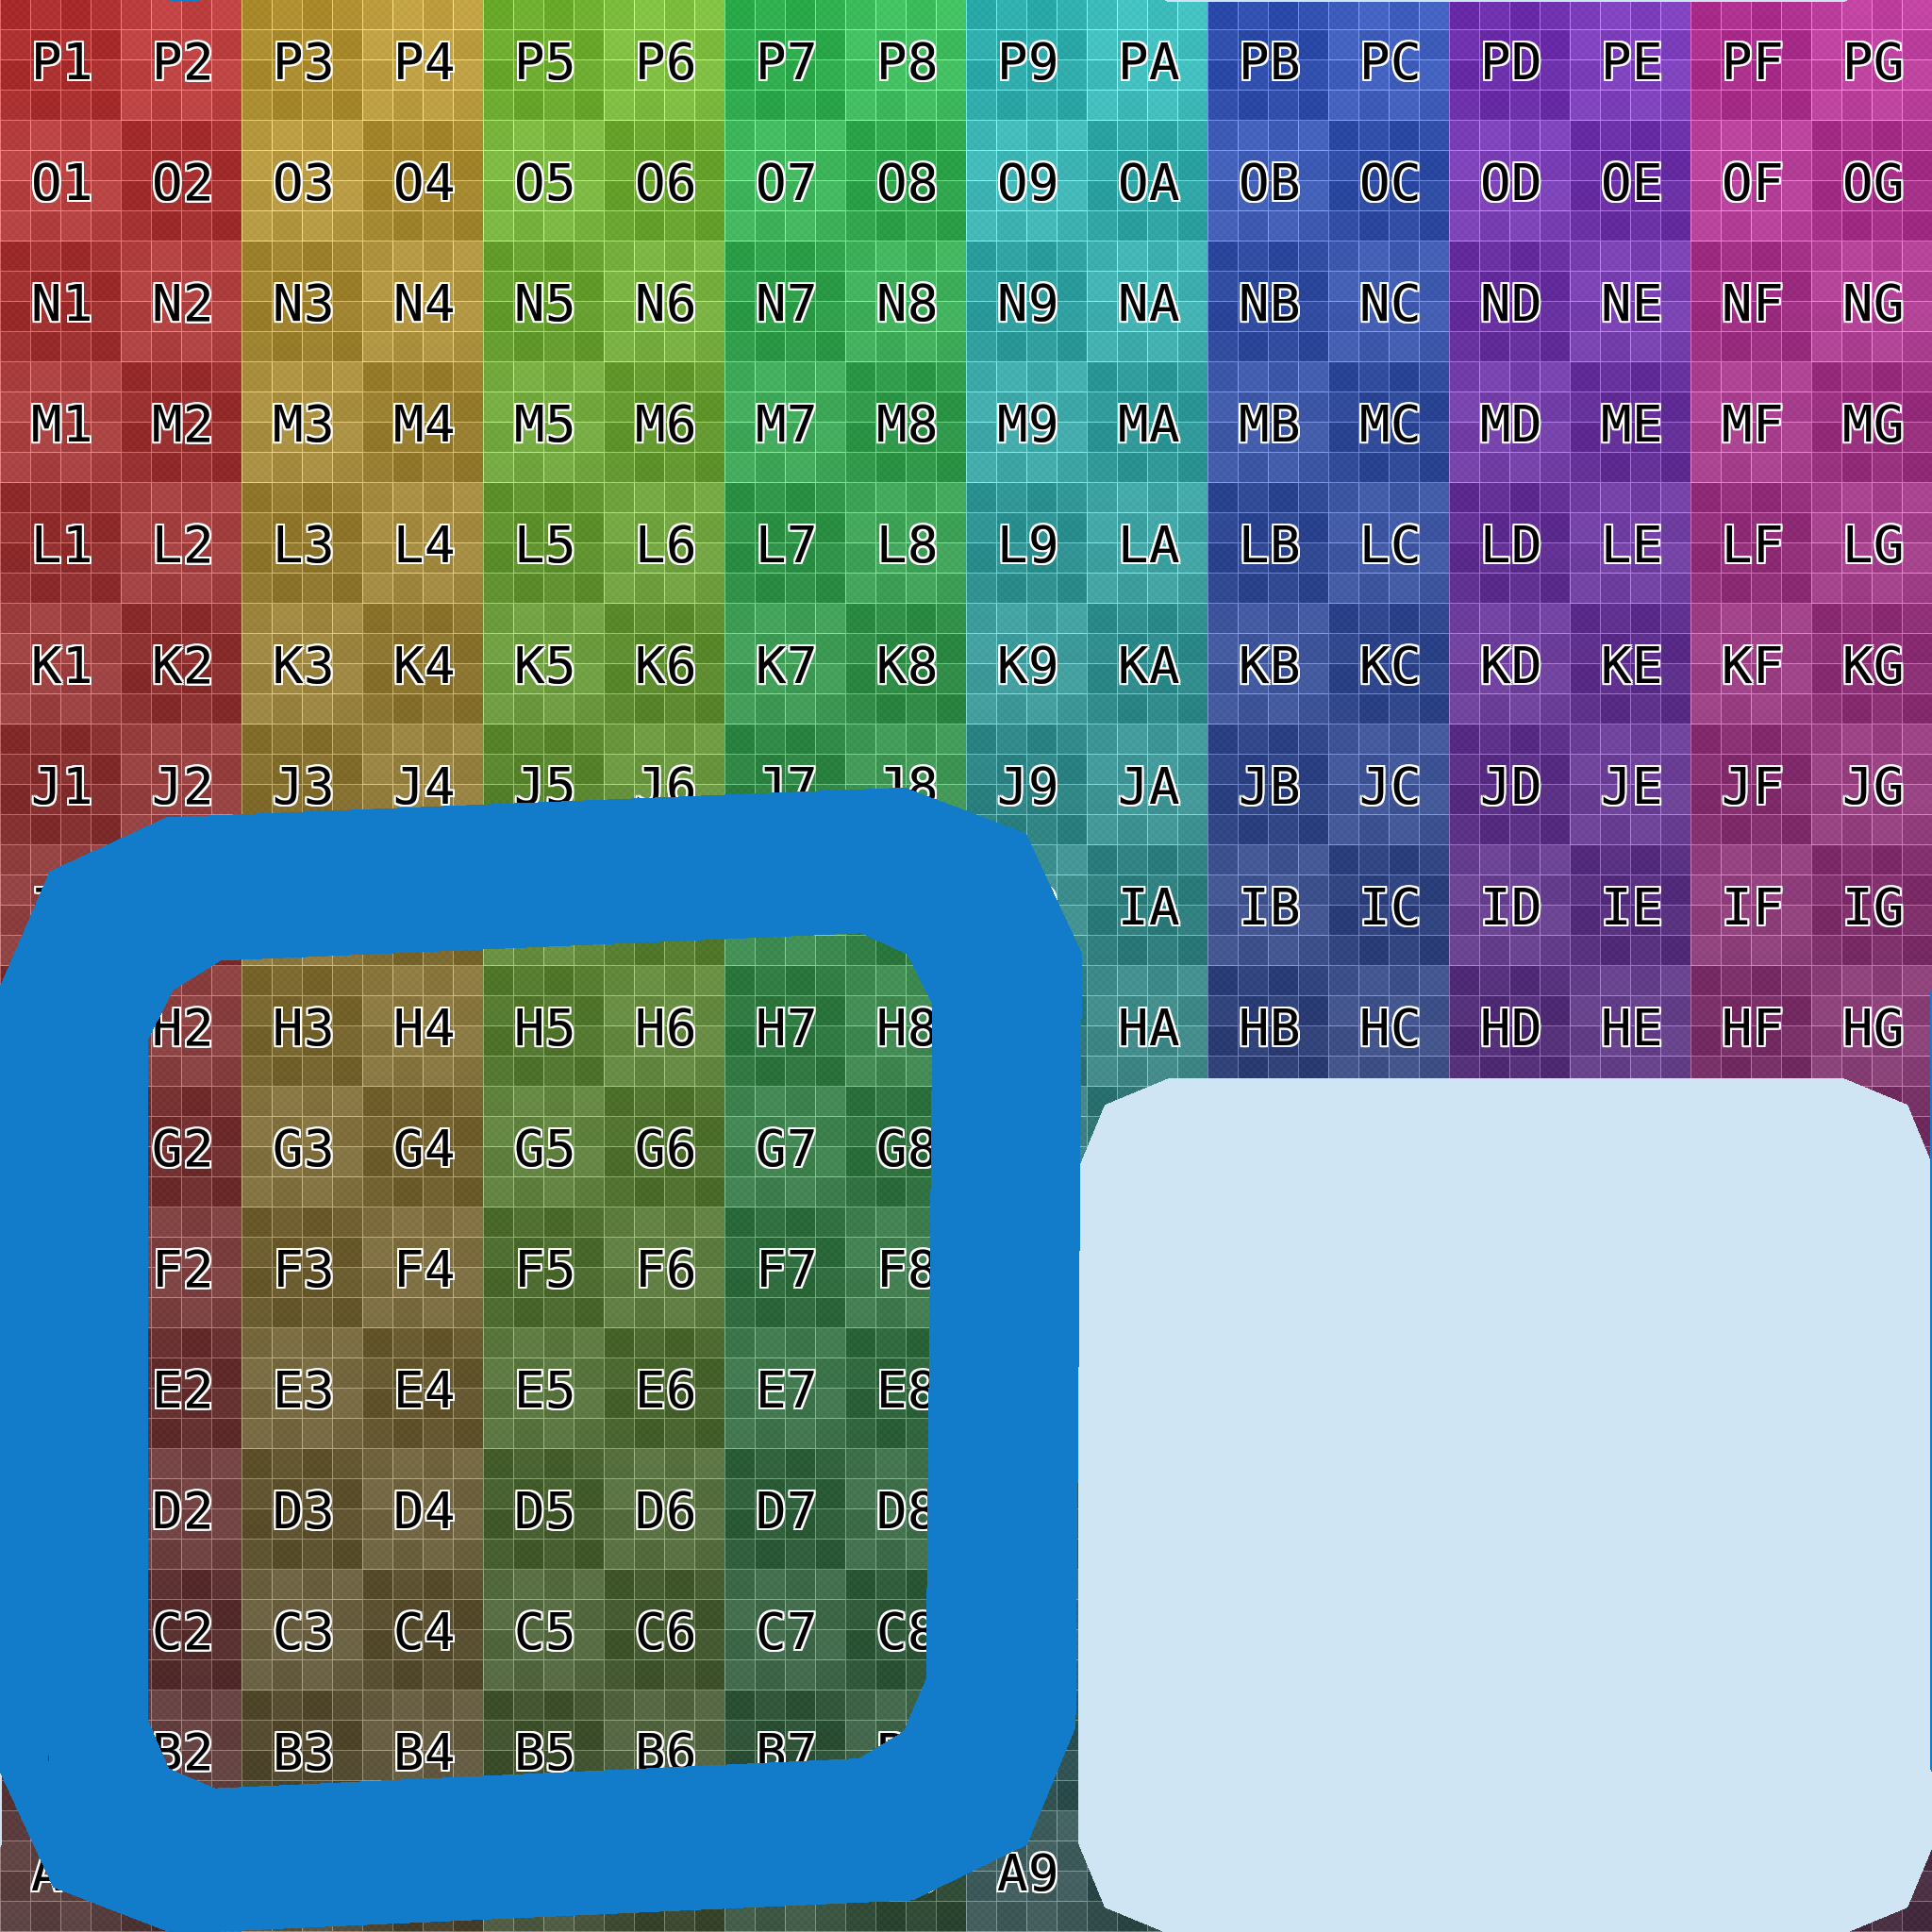 P1 P2 P3 P4 P5 P6 P7 P8 P9 PA PB PC PD PE PF PG
O1 O2 O3 O4 O5 O6 O7 O8 O9 OA OB OC OD OE OF OG
N1 N2 N3 N4 N5 N6 N7 N8 N9 NA NB NC ND NE NF NG
M1 M2 M3 M4 M5 M6 M7 M8 M9 MA MB MC MD ME MF MG
L1 L2 L3 L4 L5 L6 L7 L8 L9 LA LB LC LD LE LF LG
K1 K2 K3 K4 K5 K6 K7 K8 K9 KA KB KC KD KE KF KG
J1 J2 J3 J4 J5 J6 J7 J8 J9 JA JB JC JD JE JF JG
IA IB IC ID IE IF IG
H2 H3 H4 H5 H6 H7 H8 HA HB HC HD HE HF HG
G2 G3 G4 G5 G6 G7 G8
F2 F3 F4 F5 F6 F7 F8
E2 E3 E4 E5 E6 E7 E8
D2 D3 D4 D5 D6 D7 D8
C2 C3 C4 C5 C6 C7 C8
B2 B3 B4 B5 B6 B7
A9